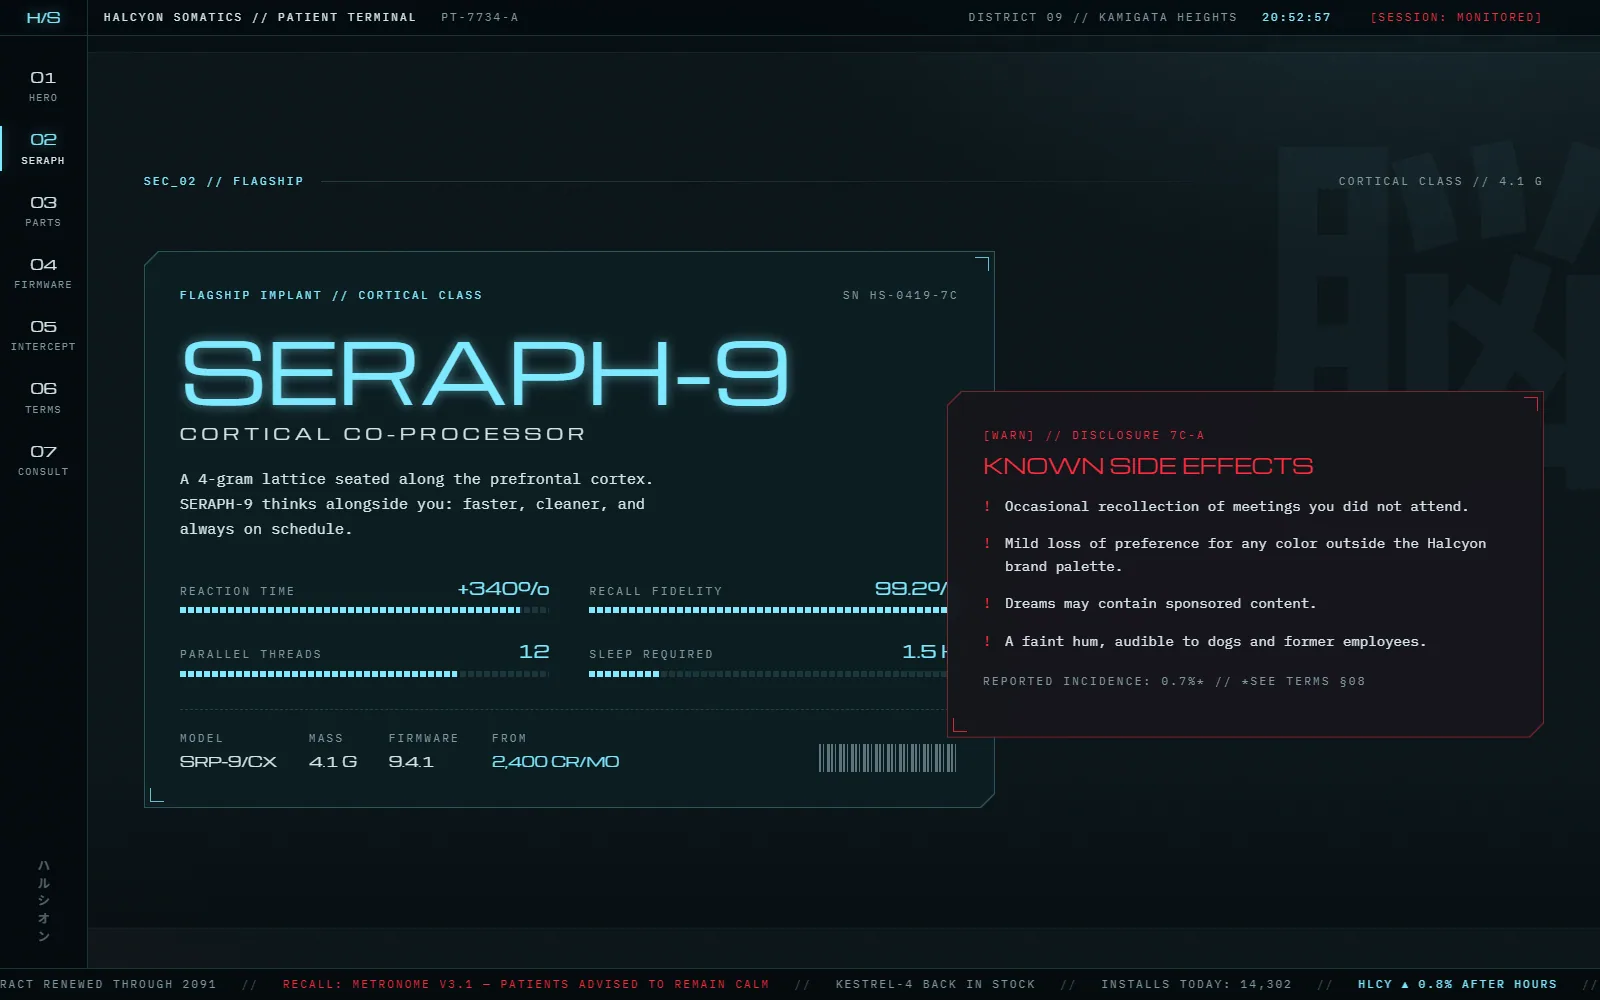 H/S
HALCYON SOMATICS // PATIENT TERMINAL PT-7734-A
DISTRICT 09 // KAMIGATA HEIGHTS 20:52:57 [SESSION: MONITORED]
01
HERO
02
SERAPH
03
PARTS
04
FIRMWARE
05
INTERCEPT
06
TERMS
07
CONSULT
ハルシオン
SEC_02 // FLAGSHIP
CORTICAL CLASS // 4.1 G
脳
FLAGSHIP IMPLANT // CORTICAL CLASS
SN HS-0419-7C
SERAPH-9
CORTICAL CO-PROCESSOR
A 4-gram lattice seated along the prefrontal cortex.
SERAPH-9 thinks alongside you: faster, cleaner, and
always on schedule.
REACTION TIME +340%
RECALL FIDELITY 99.2%
PARALLEL THREADS 12
SLEEP REQUIRED 1.5 H
MODEL
SRP-9/CX
MASS
4.1 G
FIRMWARE
9.4.1
FROM
2,400 CR/MO
[WARN] // DISCLOSURE 7C-A
KNOWN SIDE EFFECTS
! Occasional recollection of meetings you did not attend.
! Mild loss of preference for any color outside the Halcyon
brand palette.
! Dreams may contain sponsored content.
! A faint hum, audible to dogs and former employees.
REPORTED INCIDENCE: 0.7%* // *SEE TERMS §08
RACT RENEWED THROUGH 2091 // RECALL: METRONOME V3.1 — PATIENTS ADVISED TO REMAIN CALM // KESTREL-4 BACK IN STOCK // INSTALLS TODAY: 14,302 // HLCY ▲ 0.8% AFTER HOURS //